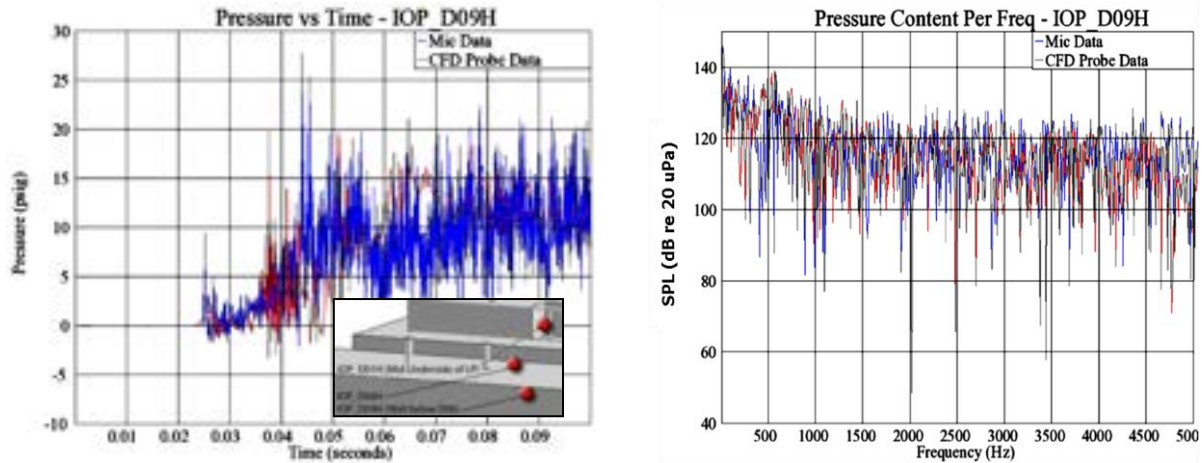 Pressure vs Time - IOP_D09H
Mic Data
CFD Probe Data
30
25
20
15
10
5
0
-5
-10
Pressure (psig)
0.01 0.02 0.03 0.04 0.05 0.06 0.07 0.08 0.09
Time (seconds)
Pressure Content Per Freq - IOP_D09H
Mic Data
CFD Probe Data
140
120
100
80
60
40
SPL (dB re 20 uPa)
500 1000 1500 2000 2500 3000 3500 4000 4500 500
Frequency (Hz)